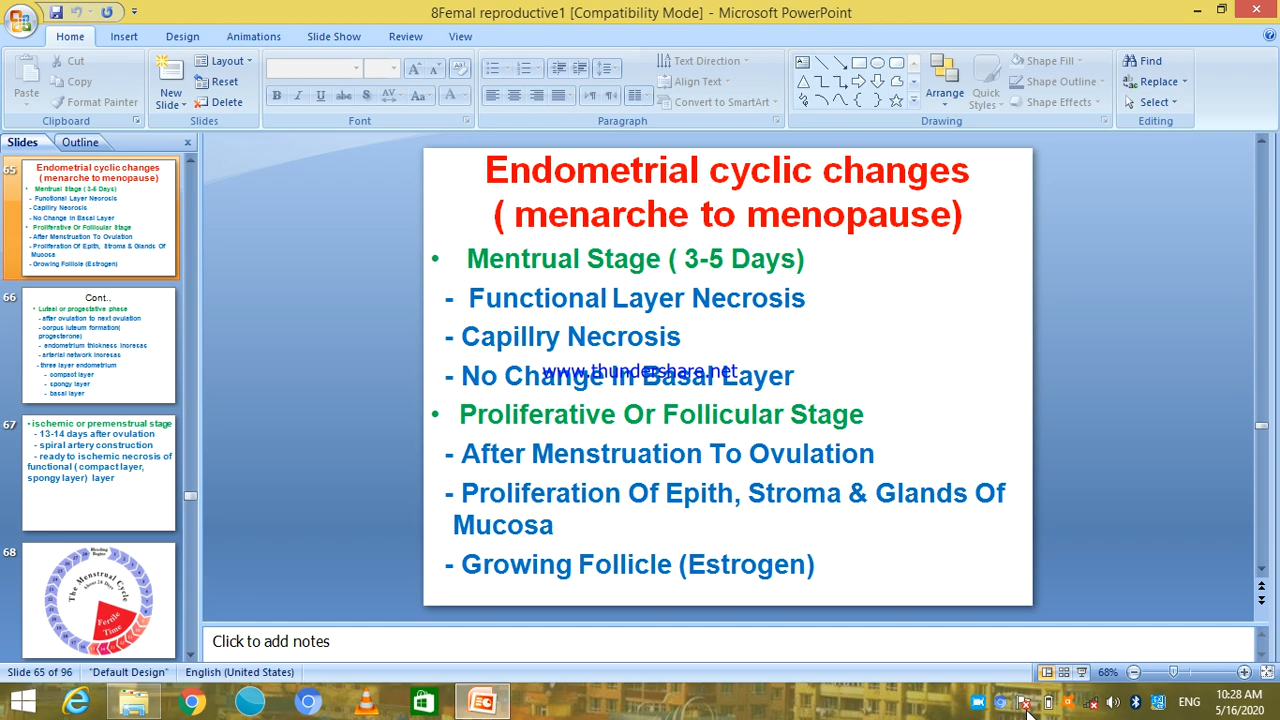 8Femal reproductive1 [Compatibility Mode] - Microsoft PowerPoint
Home Insert Design Animations Slide Show Review View
Paste
Cut
Copy
Format Painter
Clipboard
New
Slide
Layout
Reset
Delete
Slides
B I U abc S AV Aa A
Font
Text Direction
Align Text
Convert to SmartArt
Paragraph
Arrange
Quick
Styles
Shape Fill
Shape Outline
Shape Effects
Drawing
Find
Replace
Select
Editing
Slides Outline
65
Endometrial cyclic changes
( menarche to menopause)
• Mentrual Stage ( 3-5 Days)
- Functional Layer Necrosis
- Capillry Necrosis
- No Change In Basal Layer
• Proliferative Or Follicular Stage
- After Menstruation To Ovulation
- Proliferation Of Epith, Stroma & Glands Of
Mucosa
- Growing Follicle (Estrogen)
66
Cont..
• Luteal or progestative phase
- after ovulation to next ovulation
- corpus luteum formation(
progesterone)
- endometrium thickness incresas
- arterial network incresas
- three layer endometrium
- compact layer
- spongy layer
- basal layer
67
• ischemic or premenstrual stage
- 13-14 days after ovulation
- spiral artery construction
- ready to ischemic necrosis of
functional ( compact layer,
spongy layer) layer
68
Bleeding
Begins
The Menstrual Cycle
About 28 Days
Fertile
Time
Endometrial cyclic changes
( menarche to menopause)
• Mentrual Stage ( 3-5 Days)
- Functional Layer Necrosis
- Capillry Necrosis
- No Change In Basal Layer
www.thundershare.net
• Proliferative Or Follicular Stage
- After Menstruation To Ovulation
- Proliferation Of Epith, Stroma & Glands Of
Mucosa
- Growing Follicle (Estrogen)
Click to add notes
Slide 65 of 96 "Default Design" English (United States) 68%
ENG
10:28 AM
5/16/2020